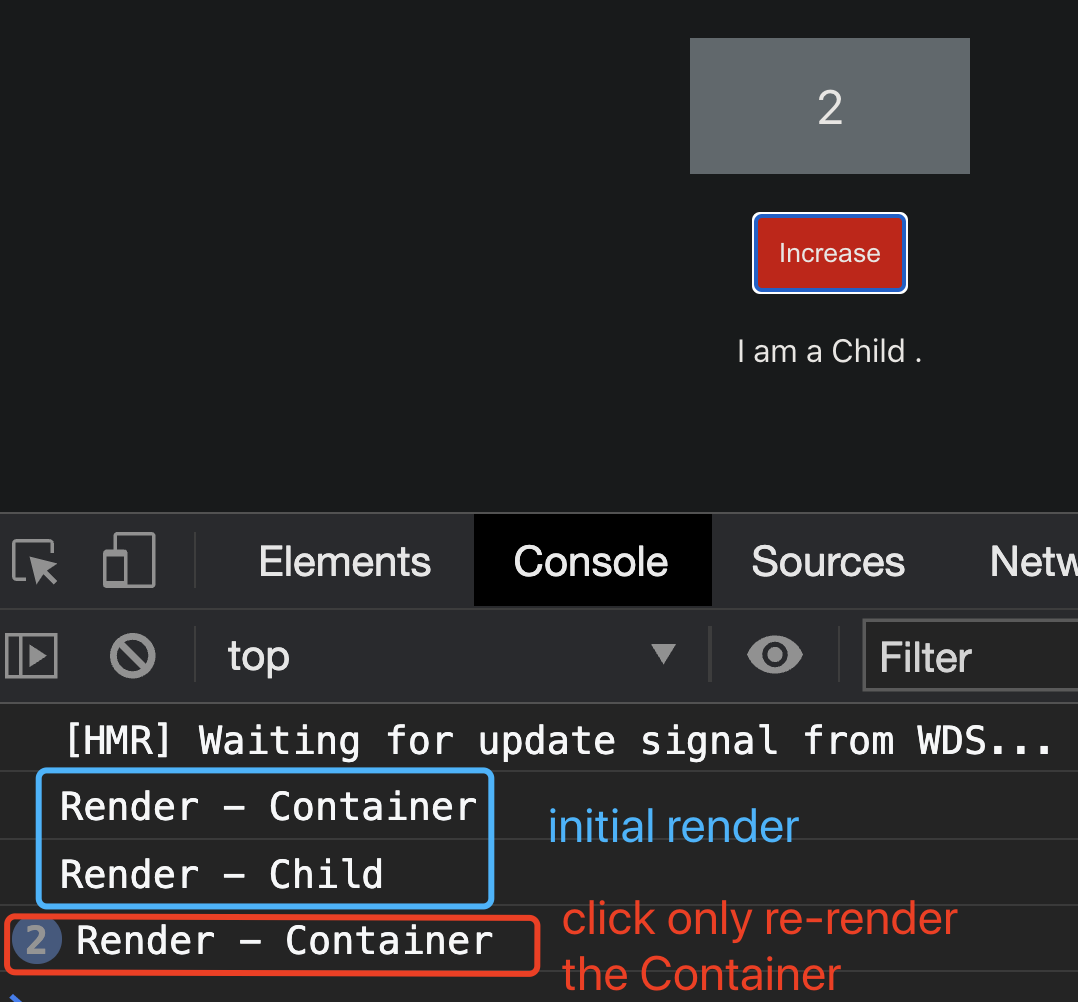 2
Increase
I am a Child .
Elements Console Sources Netw
top Filter
[HMR] Waiting for update signal from WDS...
Render – Container
initial render
Render – Child
click only re-render
2 Render – Container
the Container